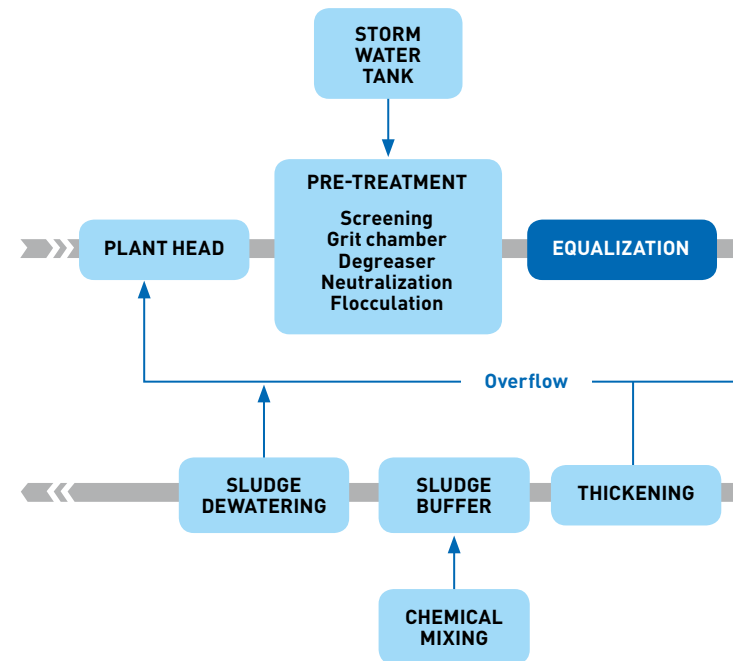 STORM
WATER
TANK
PRE-TREATMENT
Screening
Grit chamber
Degreaser
Neutralization
Flocculation
PLANT HEAD
EQUALIZATION
Overflow
SLUDGE
DEWATERING
SLUDGE
BUFFER
THICKENING
CHEMICAL
MIXING